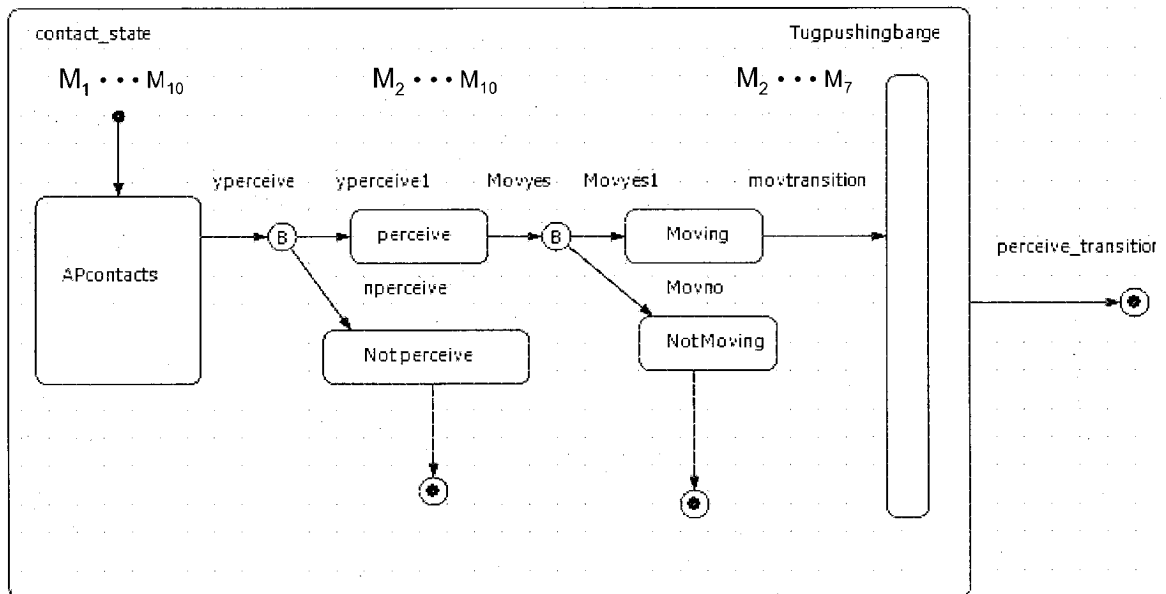 contact_state
Tugpushingbarge
M1 ••• M10
M2 ••• M10
M2 ••• M7
yperceive
yperceive1
Movyes
Movyes1
movtransition
B
perceive
B
Moving
perceive_transition
APcontacts
nperceive
Movno
Notperceive
NotMoving